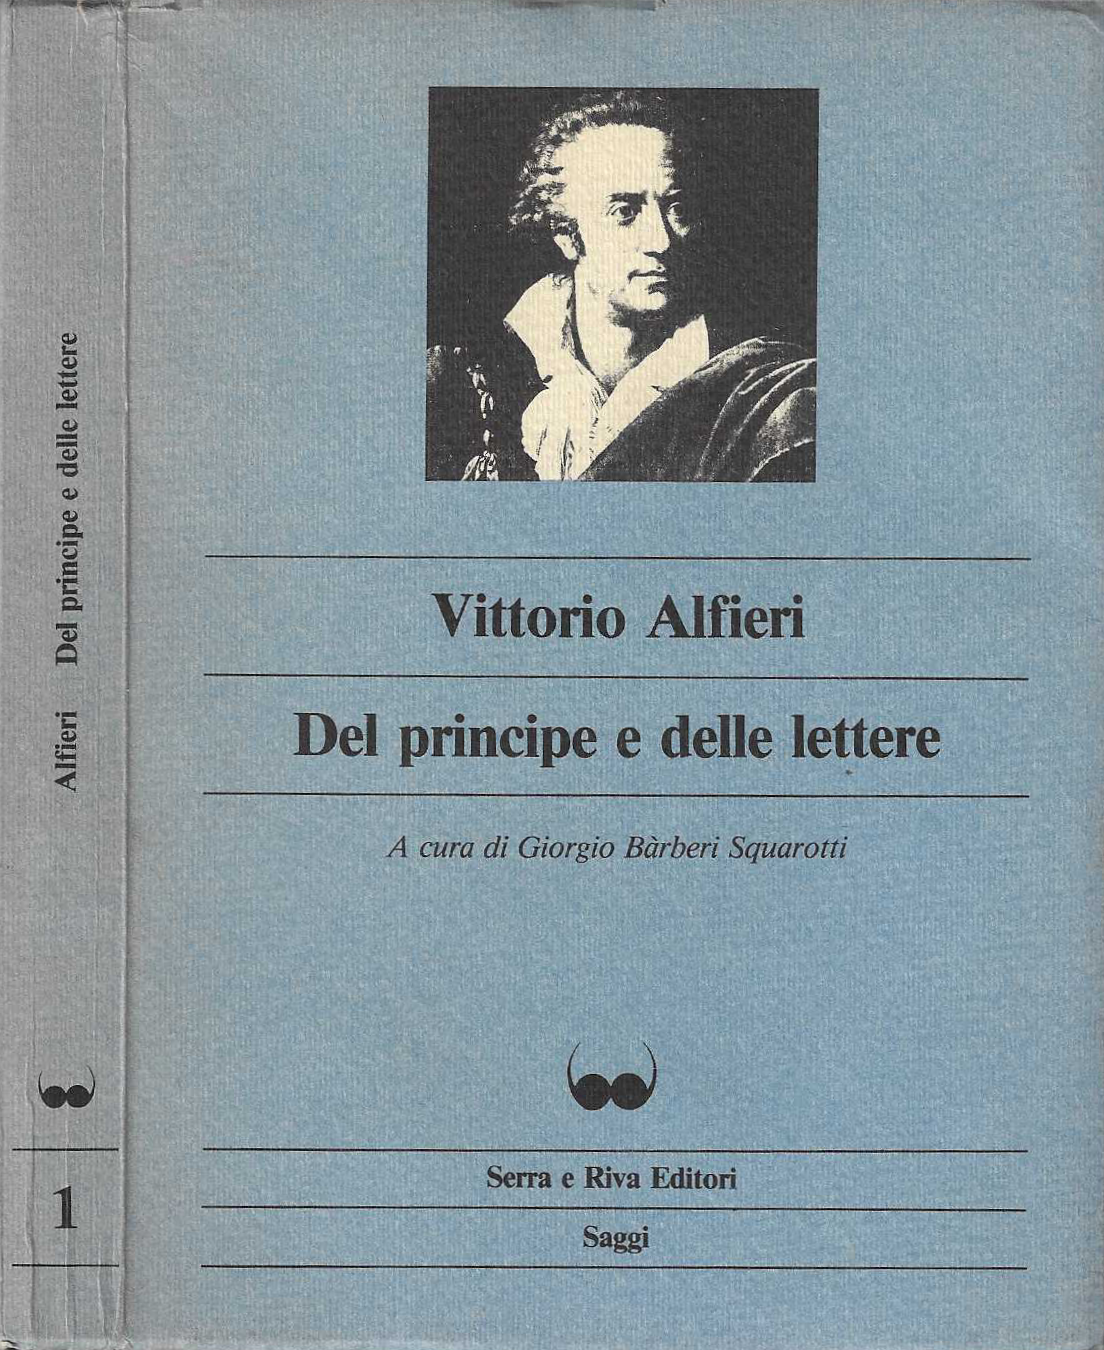 Alfieri Del principe e delle lettere
1
Vittorio Alfieri
Del principe e delle lettere
A cura di Giorgio Bàrberi Squarotti
Serra e Riva Editori
Saggi